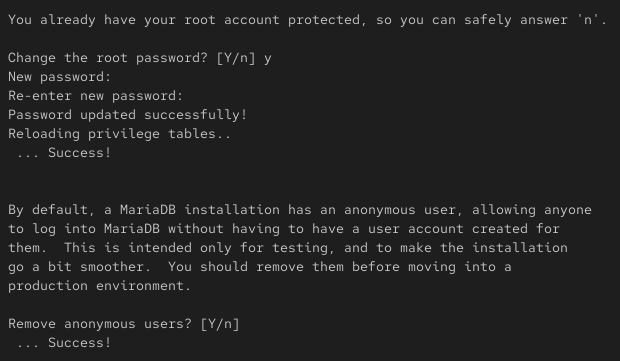 You already have your root account protected, so you can safely answer 'n'.
Change the root password? [Y/n] y
New password:
Re-enter new password:
Password updated successfully!
Reloading privilege tables..
 ... Success!
By default, a MariaDB installation has an anonymous user, allowing anyone
to log into MariaDB without having to have a user account created for
them.  This is intended only for testing, and to make the installation
go a bit smoother.  You should remove them before moving into a
production environment.
Remove anonymous users? [Y/n]
 ... Success!